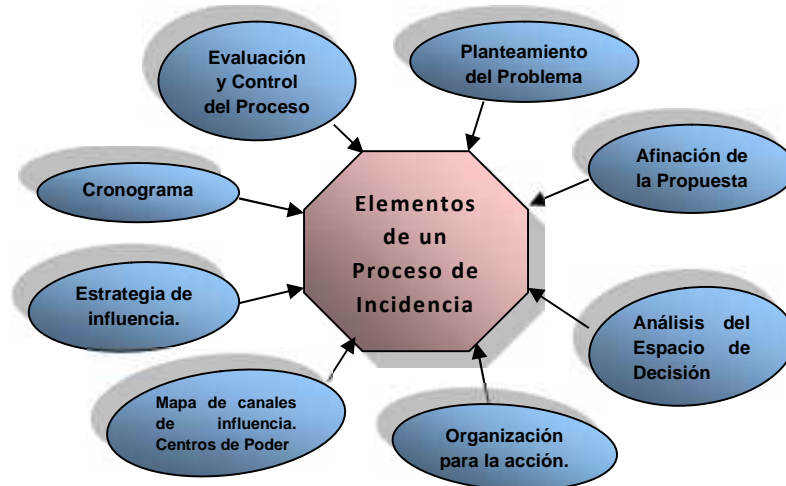 Evaluación
y Control
del Proceso
Planteamiento
del Problema
Cronograma
Afinación de
la Propuesta
Elementos
de un
Proceso de
Incidencia
Estrategia de
influencia.
Análisis del
Espacio de
Decisión
Mapa de canales
de influencia.
Centros de Poder
Organización
para la acción.